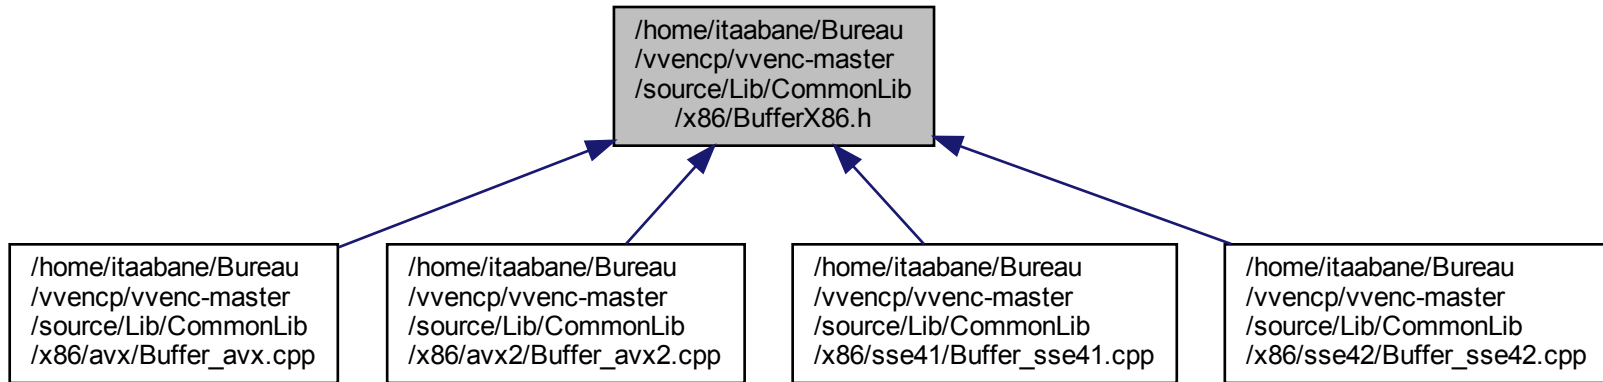 /home/itaabane/Bureau
/vvencp/vvenc-master
/source/Lib/CommonLib
/x86/BufferX86.h
/home/itaabane/Bureau
/vvencp/vvenc-master
/source/Lib/CommonLib
/x86/avx/Buffer_avx.cpp
/home/itaabane/Bureau
/vvencp/vvenc-master
/source/Lib/CommonLib
/x86/avx2/Buffer_avx2.cpp
/home/itaabane/Bureau
/vvencp/vvenc-master
/source/Lib/CommonLib
/x86/sse41/Buffer_sse41.cpp
/home/itaabane/Bureau
/vvencp/vvenc-master
/source/Lib/CommonLib
/x86/sse42/Buffer_sse42.cpp